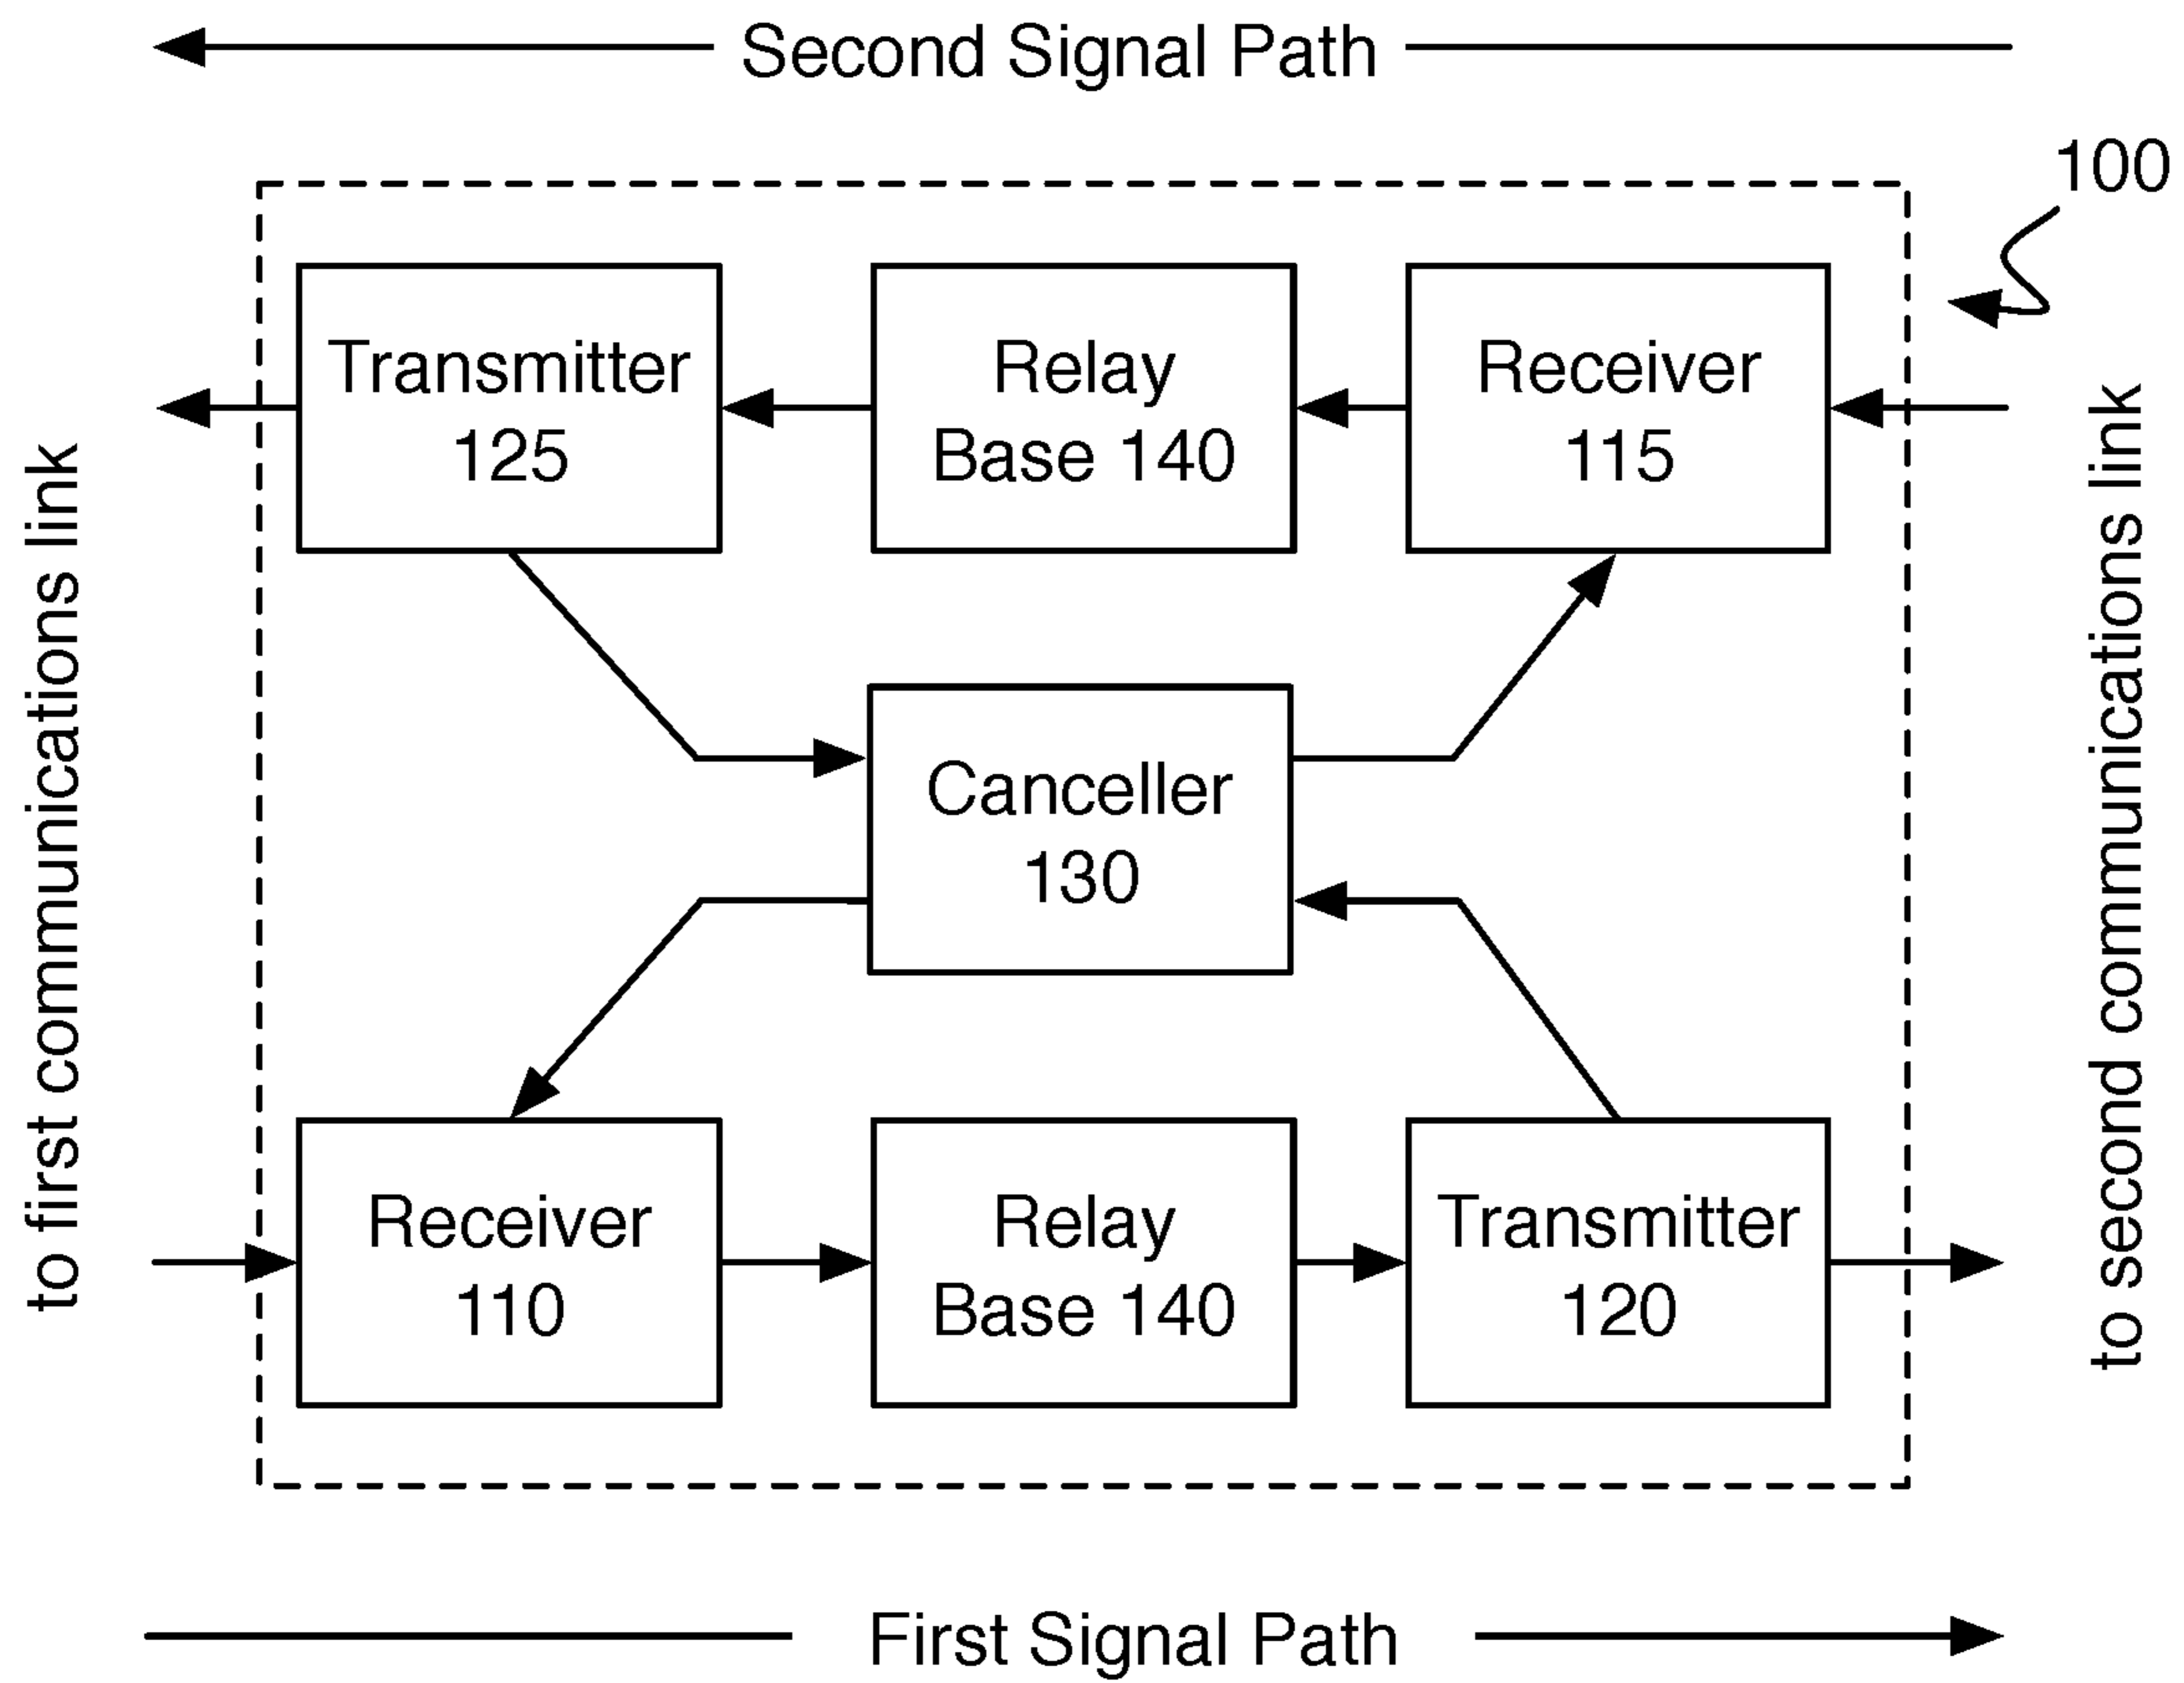 Second Signal Path
100
Transmitter
125
Relay
Base 140
Receiver
115
to first communications link
to second communications link
Canceller
130
Receiver
110
Relay
Base 140
Transmitter
120
First Signal Path